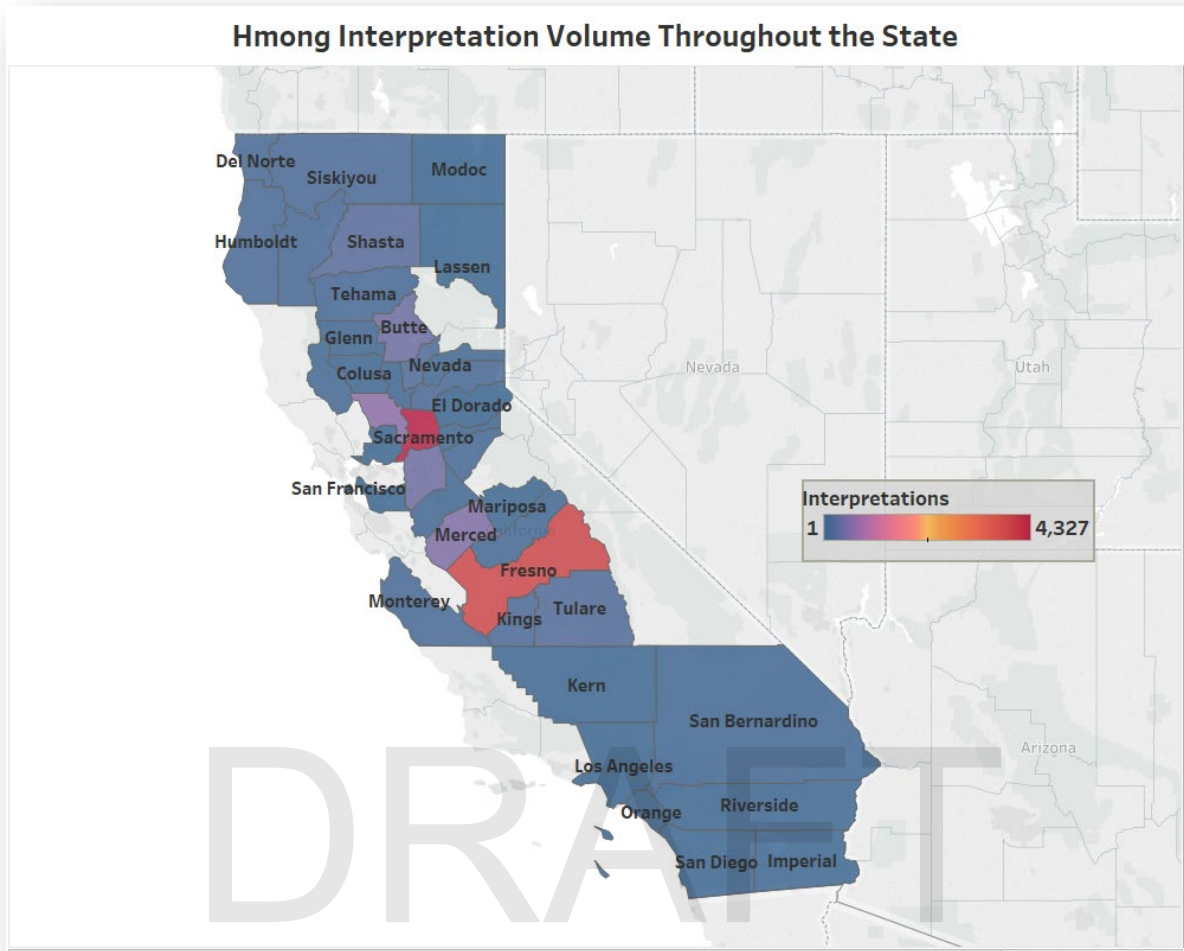 Hmong Interpretation Volume Throughout the State
Del Norte
Siskiyou
Modoc
Humboldt
Shasta
Lassen
Tehama
Glenn
Butte
Colusa
Nevada
Nevada
Utah
El Dorado
Sacramento
San Francisco
Mariposa
Interpretations
1
4,327
Merced
California
Fresno
Monterey
Kings
Tulare
Kern
San Bernardino
Arizona
Los Angeles
Orange
Riverside
San Diego
Imperial
DRAFT